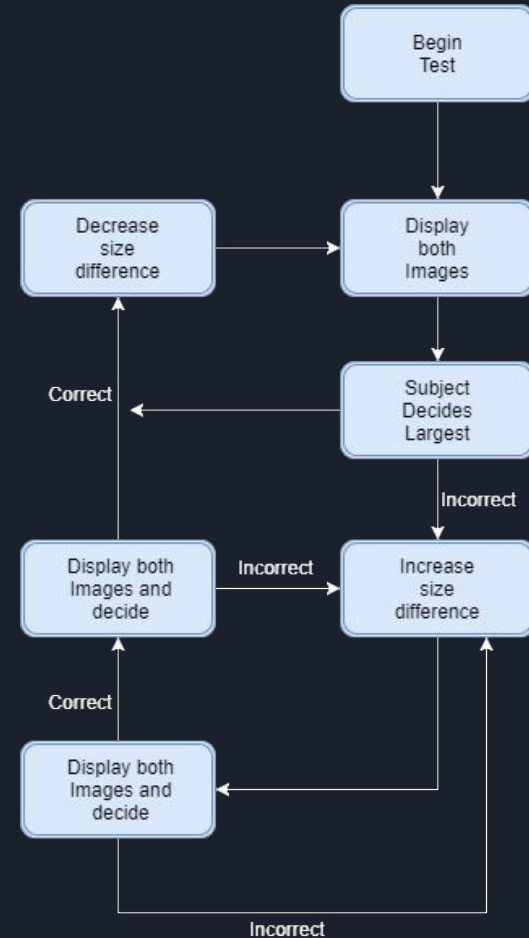 Begin
Test
Decrease
size
difference
Display
both
Images
Correct
Subject
Decides
Largest
Incorrect
Display both
Images and
decide
Incorrect
Increase
size
difference
Correct
Display both
Images and
decide
Incorrect